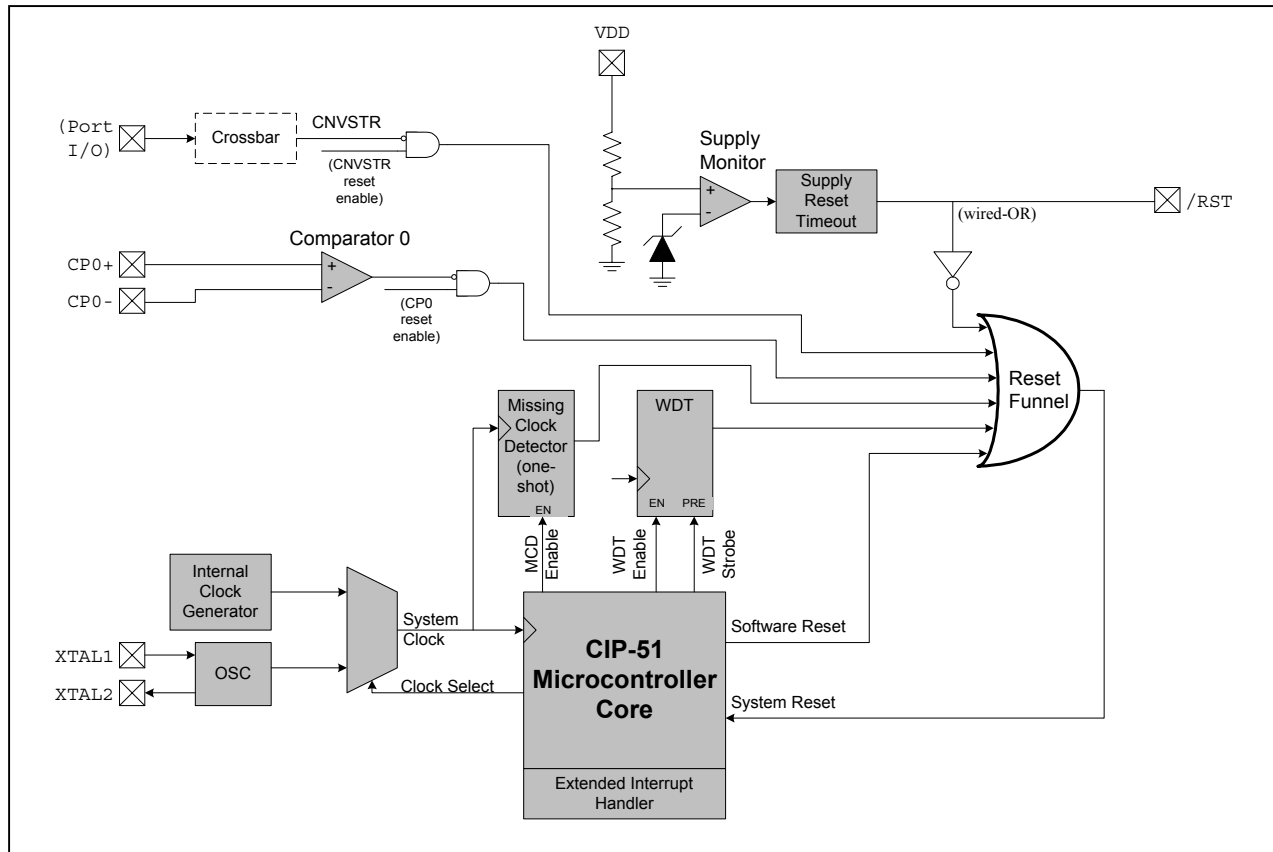 VDD
(Port
I/O)
Crossbar
CNVSTR
(CNVSTR
reset
enable)
Supply
Monitor
+
-
Supply
Reset
Timeout
(wired-OR)
/RST
Comparator 0
CP0+
CP0-
+
-
(CP0
reset
enable)
Reset
Funnel
Missing
Clock
Detector
(one-
shot)
EN
WDT
EN
PRE
MCD
Enable
WDT
Enable
WDT
Strobe
Internal
Clock
Generator
System
Clock
XTAL1
XTAL2
OSC
Clock Select
CIP-51
Microcontroller
Core
Software Reset
System Reset
Extended Interrupt
Handler